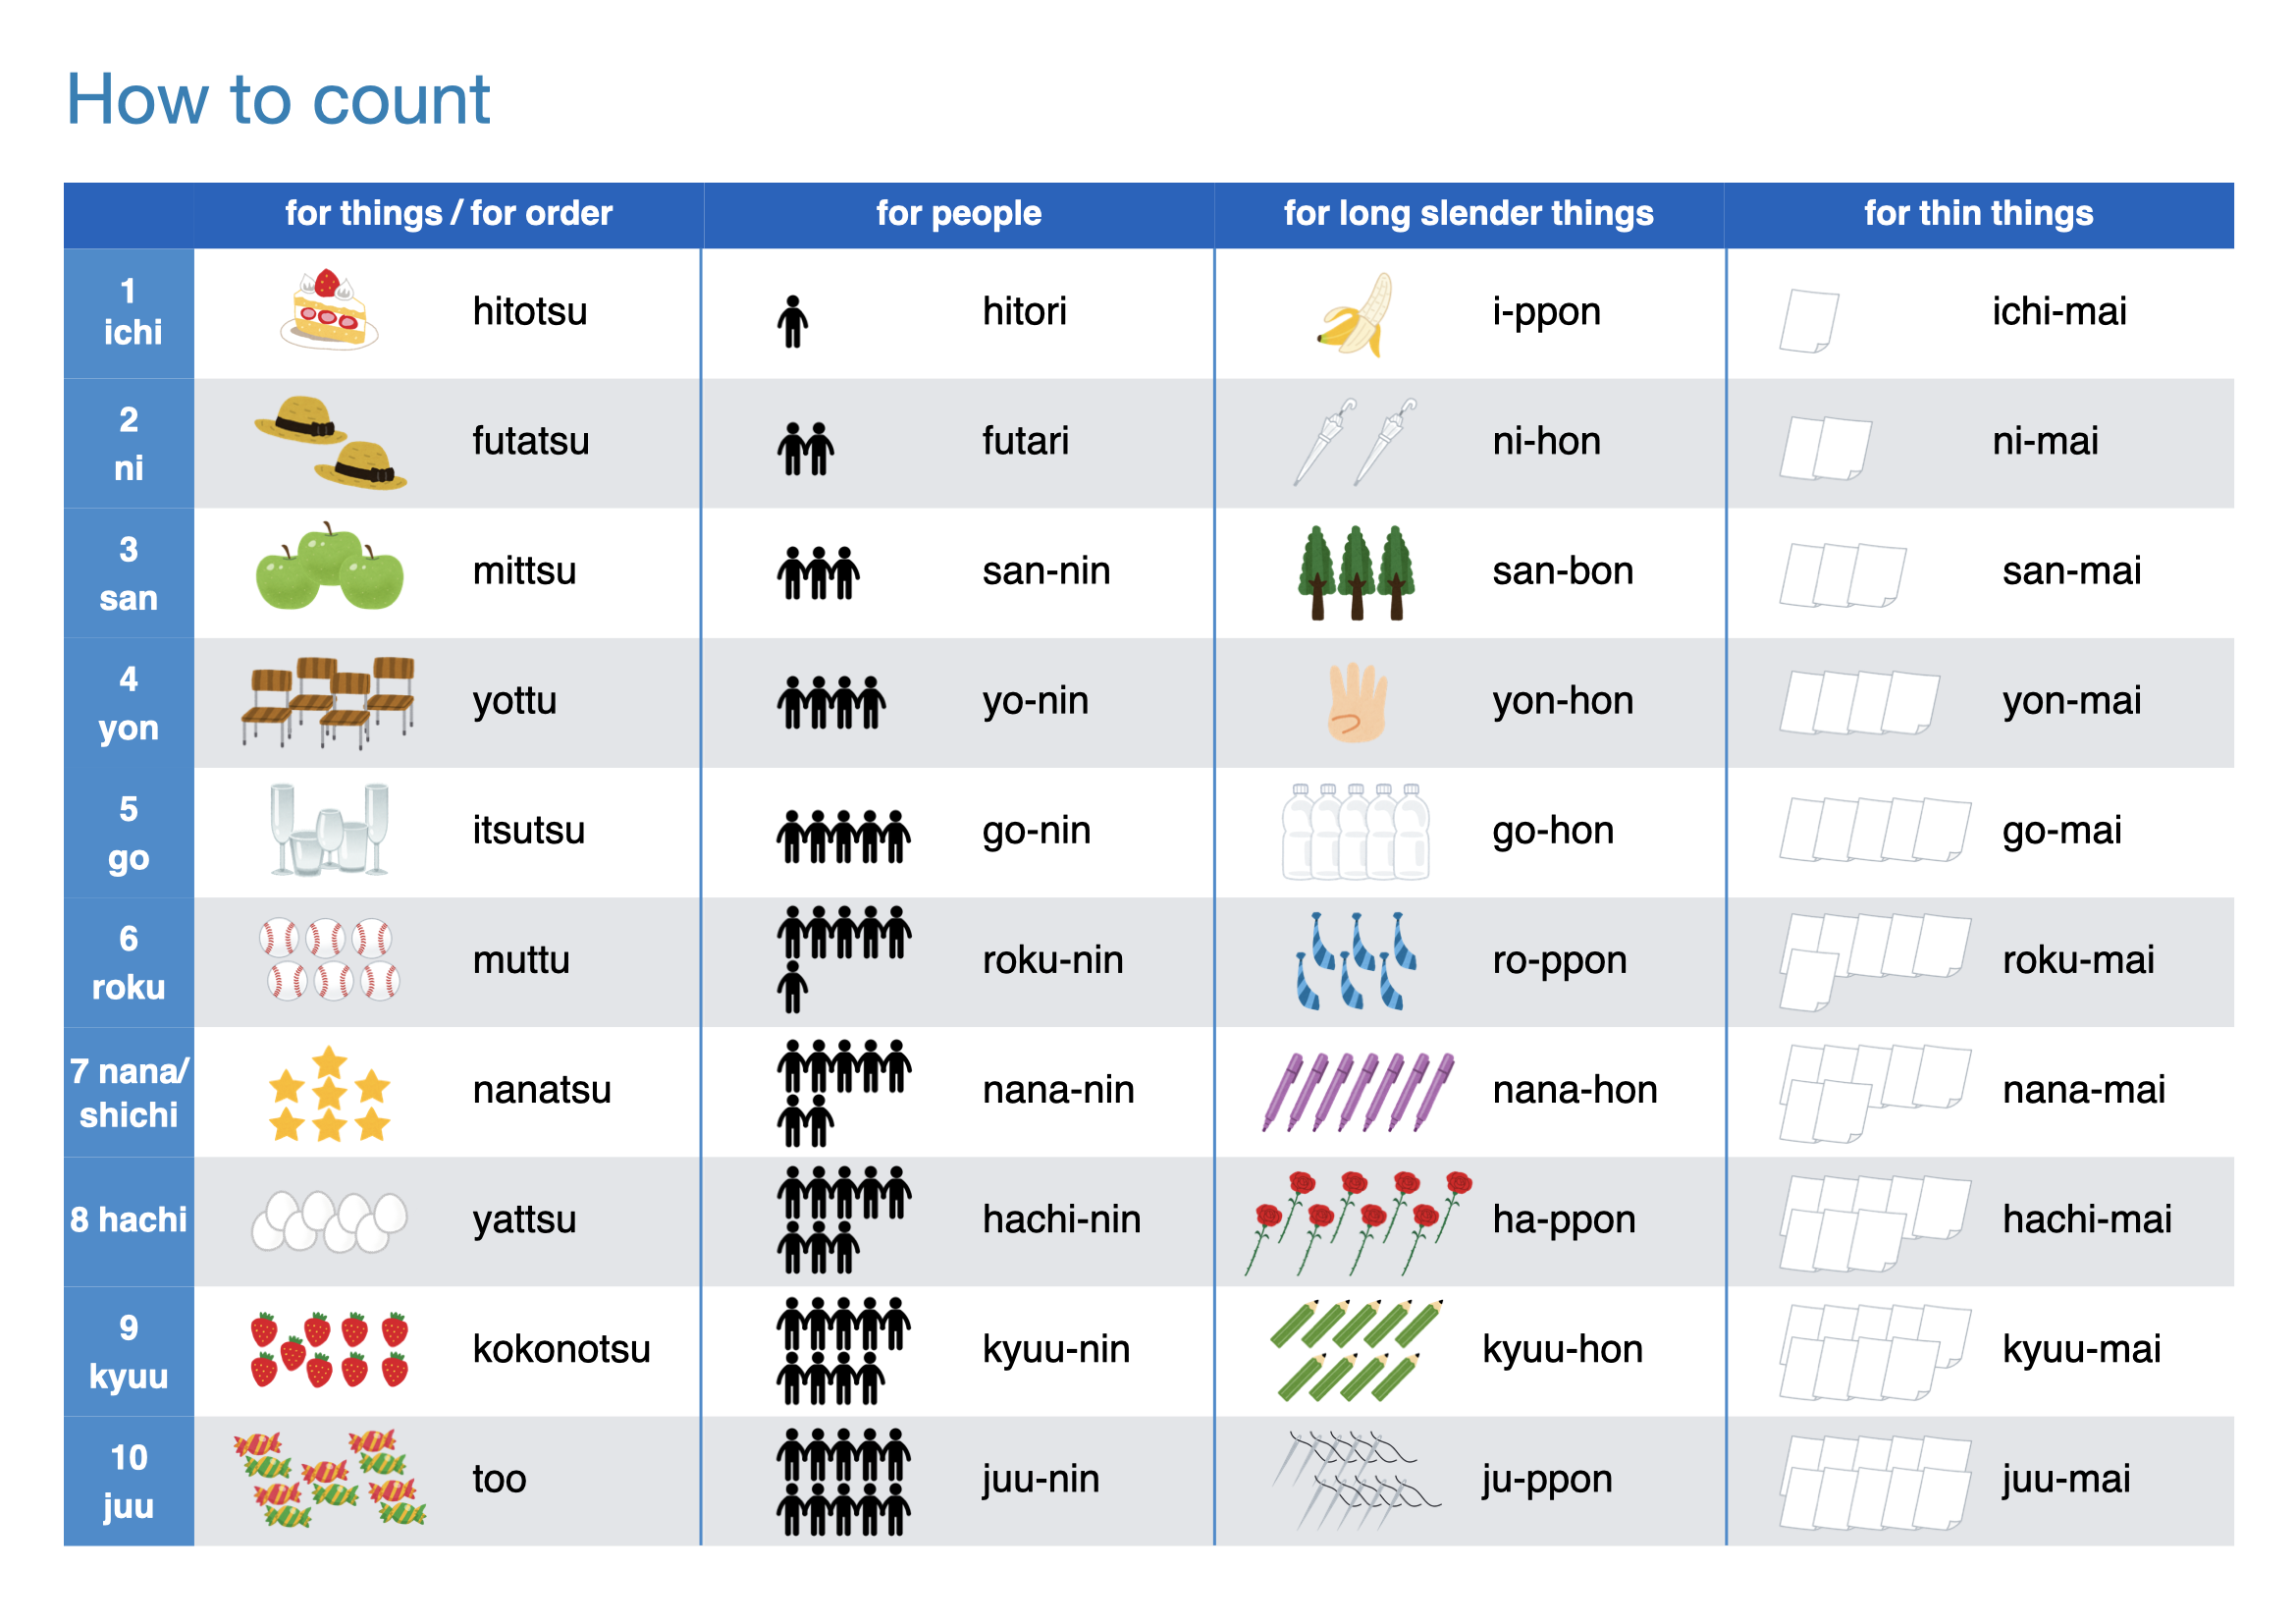 How to count
for things / for order for people for long slender things for thin things
1
ichi
hitotsu hitori i-ppon ichi-mai
2
ni
futatsu futari ni-hon ni-mai
3
san
mittsu san-nin san-bon san-mai
4
yon
yottu yo-nin yon-hon yon-mai
5
go
itsutsu go-nin go-hon go-mai
6
roku
muttu roku-nin ro-ppon roku-mai
7 nana/
shichi
nanatsu nana-nin nana-hon nana-mai
8 hachi yattsu hachi-nin ha-ppon hachi-mai
9
kyuu
kokonotsu kyuu-nin kyuu-hon kyuu-mai
10
juu
too juu-nin ju-ppon juu-mai